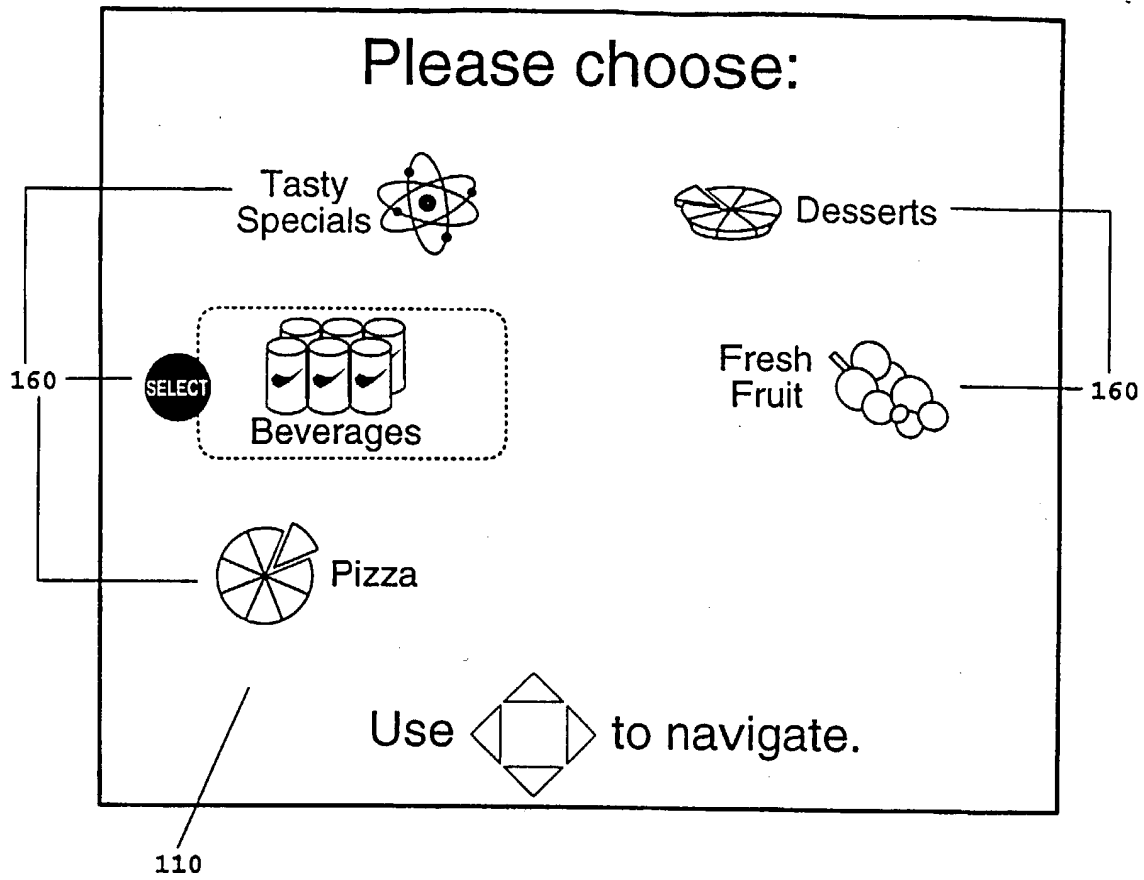 Please choose:
Tasty
Specials
Desserts
160
SELECT
Beverages
Fresh
Fruit
160
Pizza
Use to navigate.
110